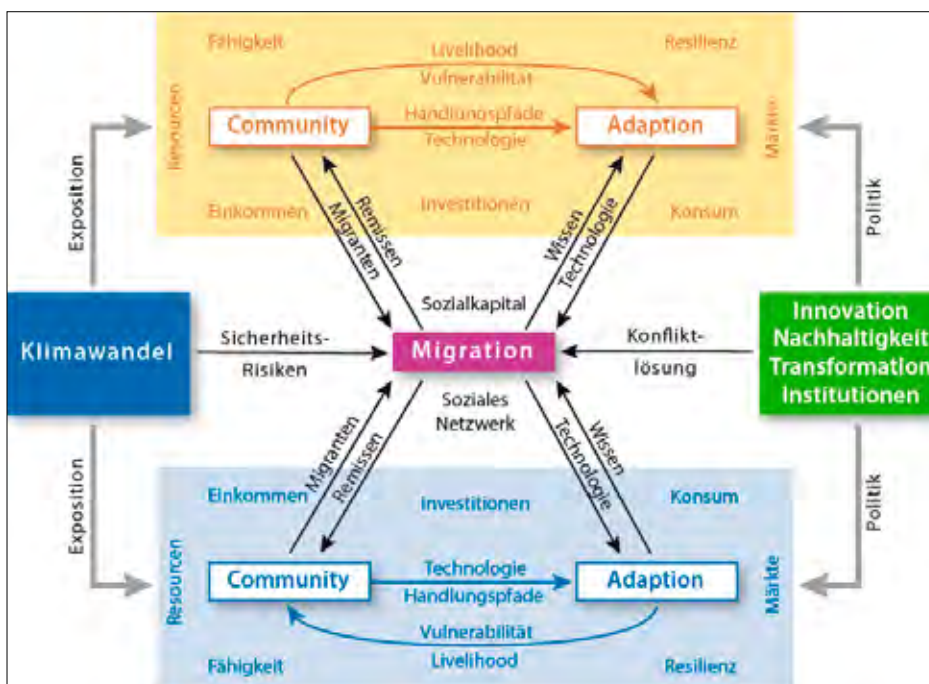 Fähigkeit
Livelihood
Resilienz
Vulnerabilität
Resourcen
Community
Handlungspfade
Technologie
Adaption
Märkte
Einkommen
Investitionen
Konsum
Exposition
Migranten
Remissen
Wissen
Technologie
Politik
Sozialkapital
Klimawandel
Sicherheits-
Risiken
Migration
Konflikt-
lösung
Innovation
Nachhaltigkeit
Transformation
Institutionen
Soziales
Netzwerk
Exposition
Migranten
Remissen
Technologie
Wissen
Politik
Einkommen
Investitionen
Konsum
Resourcen
Community
Technologie
Handlungspfade
Adaption
Märkte
Vulnerabilität
Livelihood
Fähigkeit
Resilienz